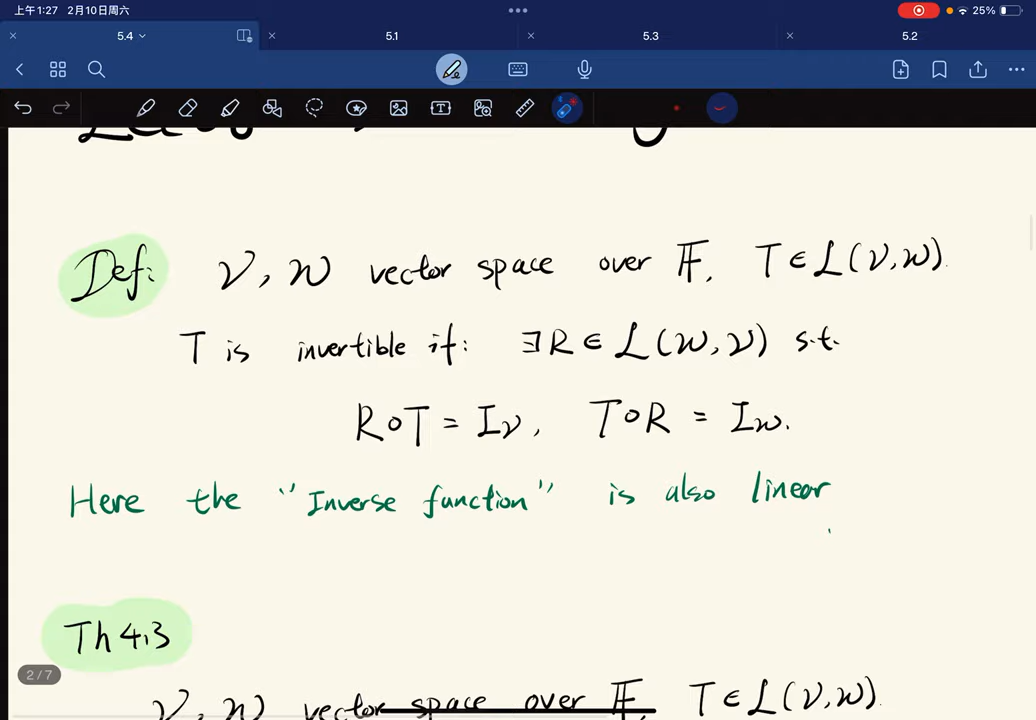 上午1:27 2月10日周六
25%
5.4
5.1
5.3
5.2
Def: V, W vector space over 𝔽, T ∈ L(V,W).
T is invertible if: ∃R ∈ L(W,V) s.t.
R∘T = I_V, T∘R = I_W.
Here the "Inverse function" is also linear
Th 4.3
2/7
V, W vector space over 𝔽, T ∈ L(V,W).